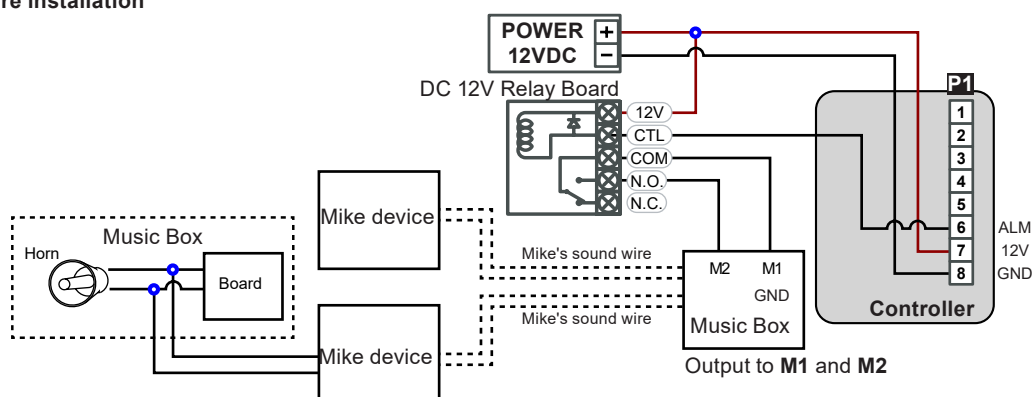 re Installation
POWER +
12VDC −
DC 12V Relay Board
12V
CTL
COM
N.O.
N.C.
P1
1
2
3
4
5
6 ALM
7 12V
8 GND
Controller
Mike device
Music Box
Horn
Board
Mike device
Mike's sound wire
Mike's sound wire
M2 M1
GND
Music Box
Output to M1 and M2